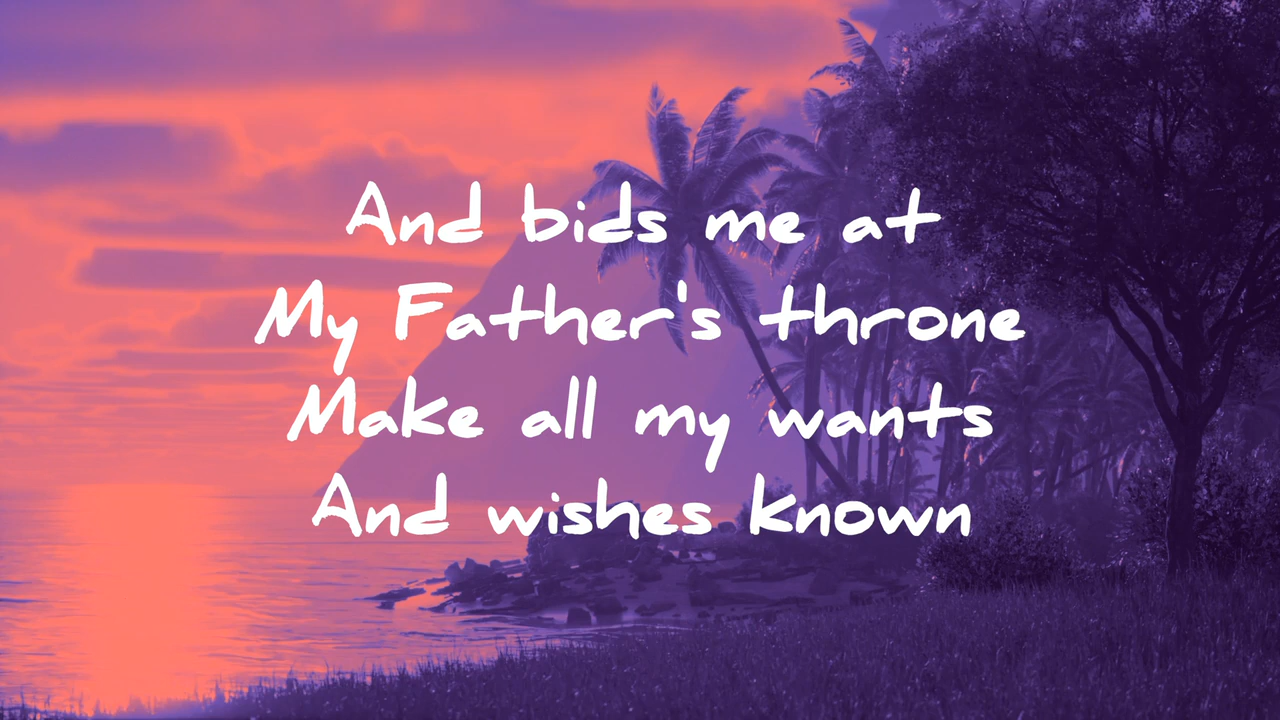 And bids me at
My Father's throne
Make all my wants
And wishes known